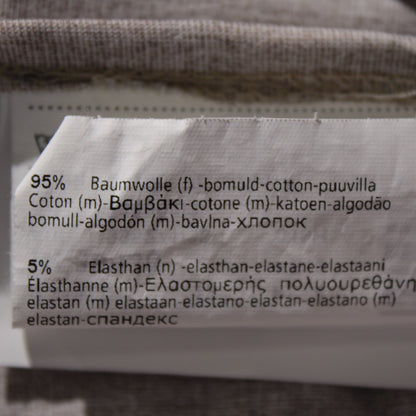 95% Baumwolle (f) -bomuld-cotton-puuvilla
Coton (m)-Βαμβάκι-cotone (m)-katoen-algodão
bomull-algodón (m)-bavlna-хлопок
5% Elasthan (n) -elasthan-elastane-elastaani
Elasthanne (m)-Ελαστομερής πολυουρεθάνη
elastan (m) elastaan-elastano-elastan-elastano (m)
elastan-спандекс